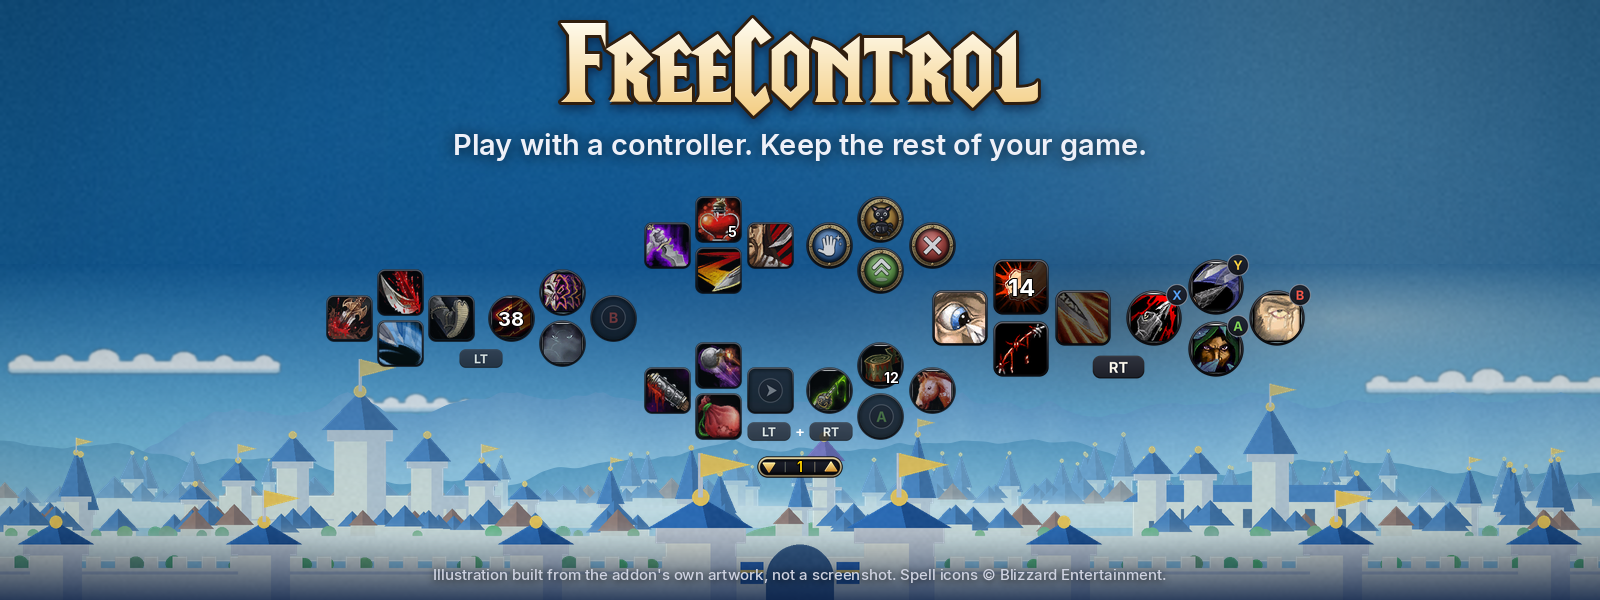 FREECONTROL
Play with a controller. Keep the rest of your game.
5
14
Y
X
B
38
B
A
LT
RT
12
A
LT + RT
1
Illustration built from the addon's own artwork, not a screenshot. Spell icons © Blizzard Entertainment.